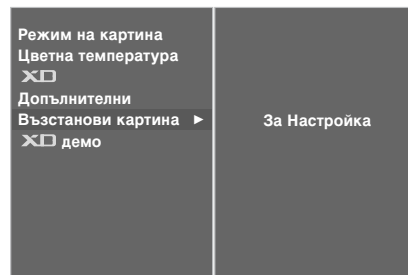 Режим на картина
Цветна температура
XD
Допълнителни
Възстанови картина ►
XD демо
За Настройка